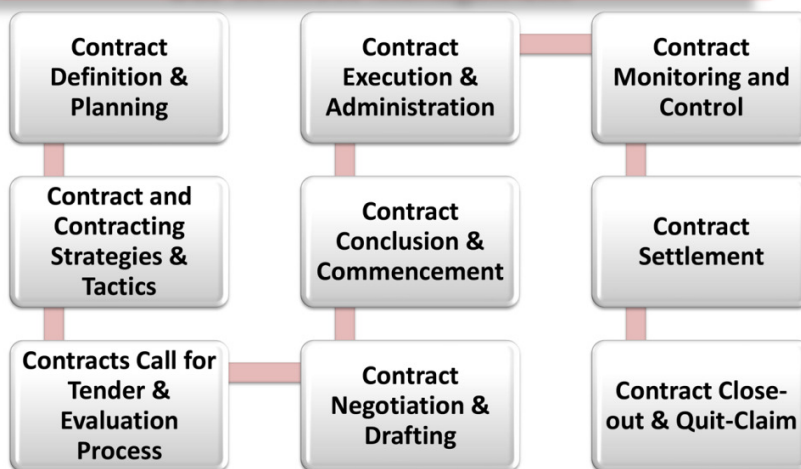 Contract
Definition &
Planning
Contract and
Contracting
Strategies &
Tactics
Contracts Call for
Tender &
Evaluation
Process
Contract
Negotiation &
Drafting
Contract
Conclusion &
Commencement
Contract
Execution &
Administration
Contract
Monitoring and
Control
Contract
Settlement
Contract Close-
out & Quit-Claim